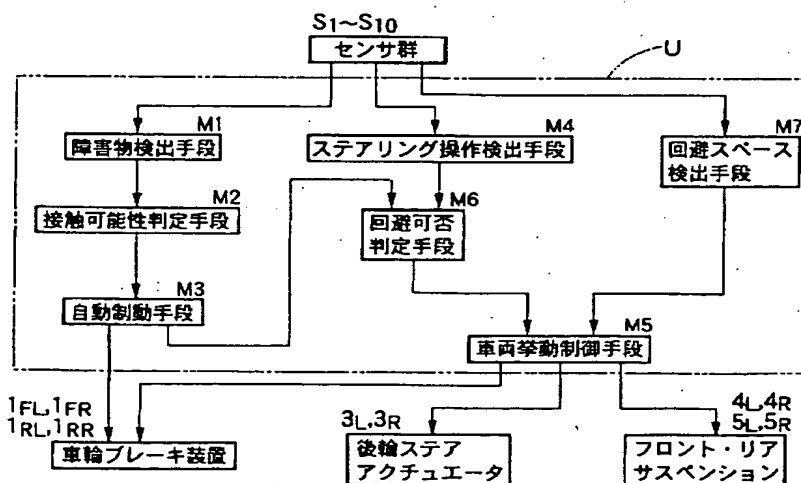 S1~S10
センサ群
U
M1
障害物検出手段
M4
ステアリング操作検出手段
M7
回避スペース
検出手段
M2
接触可能性判定手段
M6
回避可否
判定手段
M3
自動制動手段
M5
車両挙動制御手段
1FL,1FR
1RL,1RR
車輪ブレーキ装置
3L,3R
後輪ステア
アクチュエータ
4L,4R
5L,5R
フロント・リア
サスペンション